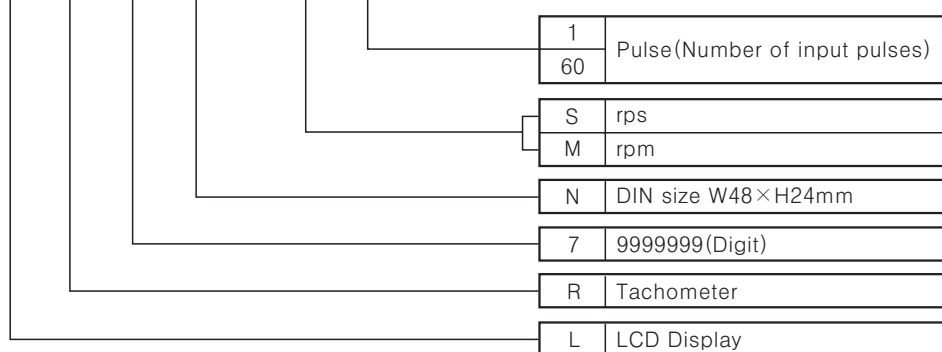 1
Pulse(Number of input pulses)
60
S rps
M rpm
N DIN size W48×H24mm
7 9999999(Digit)
R Tachometer
L LCD Display